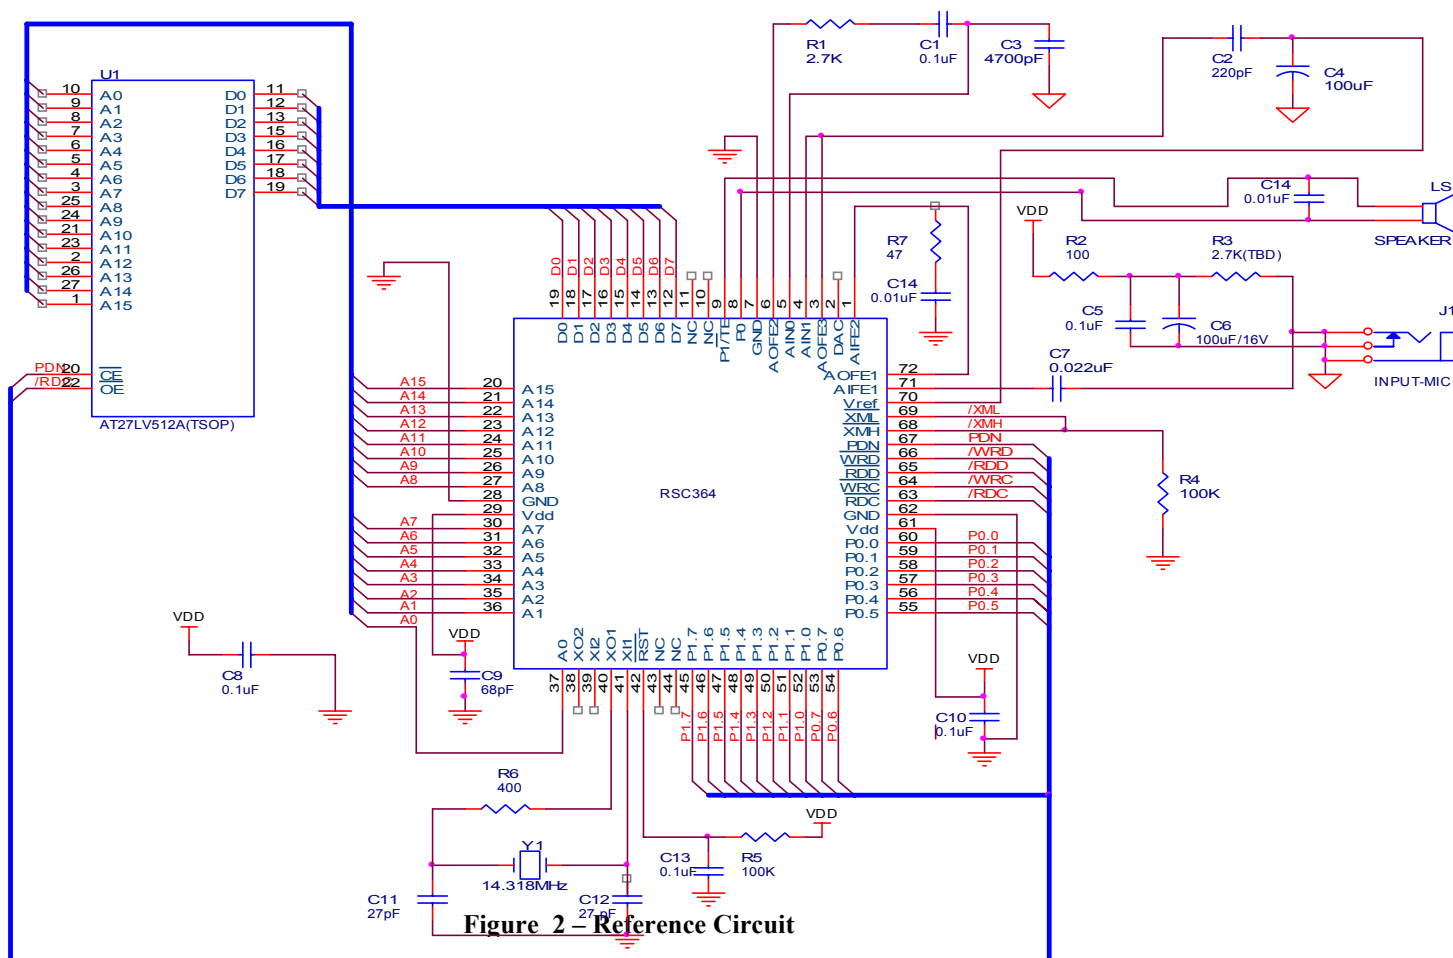 R1
2.7K
C1
0.1uF
C3
4700pF
C2
220pF
C4
100uF
U1
10 A0
9 A1
8 A2
7 A3
6 A4
5 A5
4 A6
3 A7
25 A8
24 A9
21 A10
23 A11
2 A12
26 A13
27 A14
1 A15
D0 11
D1 12
D2 13
D3 15
D4 16
D5 17
D6 18
D7 19
PDN 20 CE
/RDC 22 OE
AT27LV512A(TSOP)
C14
0.01uF
LS
SPEAKER
VDD
R7
47
C14
0.01uF
R2
100
R3
2.7K(TBD)
C5
0.1uF
C6
100uF/16V
J1
INPUT-MIC
C7
0.022uF
D0 D1 D2 D3 D4 D5 D6 D7
19 18 17 16 15 14 13 12 11 10 9 8 7 6 5 4 3 2 1
D0 D1 D2 D3 D4 D5 D6 D7 NC NC P1/TE P0 GND AOFE2 AIN0 AIN1 AOFE3 DAC AIFE2
A15 20 A15
A14 21 A14
A13 22 A13
A12 23 A12
A11 24 A11
A10 25 A10
A9 26 A9
A8 27 A8
28 GND
29 Vdd
A7 30 A7
A6 31 A6
A5 32 A5
A4 33 A4
A3 34 A3
A2 35 A2
A1 36 A1
A0
RSC364
AOFE1 72
AIFE1 71
Vref 70
XML 69 /XML
XMH 68 /XMH
PDN 67 PDN
WRD 66 /WRD
RDD 65 /RDD
WRC 64 /WRC
RDC 63 /RDC
GND 62
Vdd 61
P0.0 60 P0.0
P0.1 59 P0.1
P0.2 58 P0.2
P0.3 57 P0.3
P0.4 56 P0.4
P0.5 55 P0.5
R4
100K
A0 XO2 XI2 XO1 XI1 RST NC NC P1.7 P1.6 P1.5 P1.4 P1.3 P1.2 P1.1 P1.0 P0.7 P0.6
37 38 39 40 41 42 43 44 45 46 47 48 49 50 51 52 53 54
P1.7 P1.6 P1.5 P1.4 P1.3 P1.2 P1.1 P1.0 P0.7 P0.6
VDD
C8
0.1uF
VDD
C9
68pF
VDD
C10
0.1uF
R6
400
Y1
14.318MHz
C11
27pF
C12
27pF
C13
0.1uF
R5
100K
VDD
Figure 2 – Reference Circuit